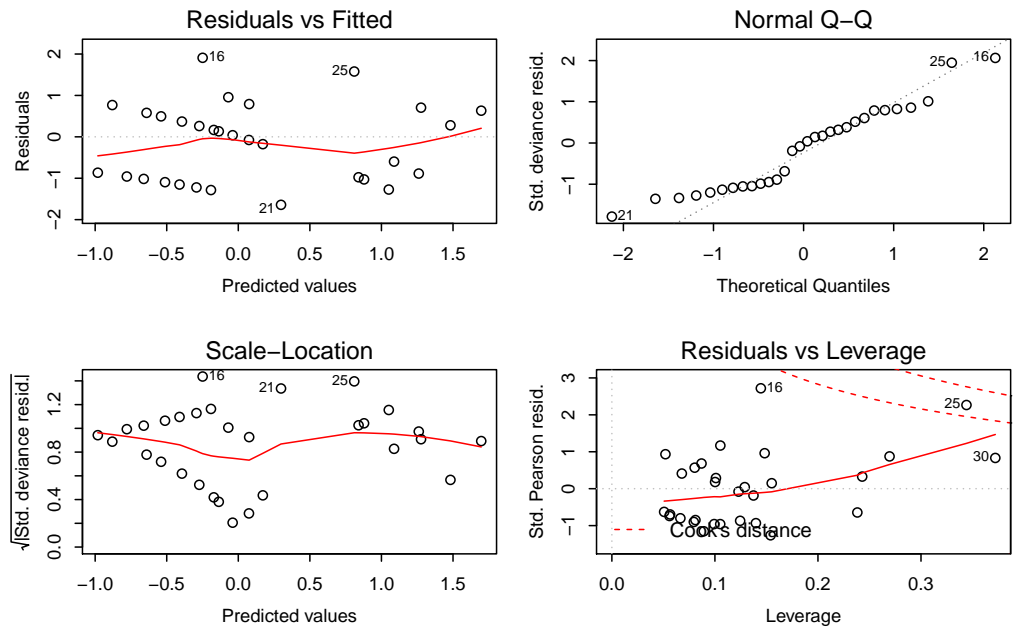 Residuals vs Fitted
Residuals
2
1
0
−1
−2
16
25
21
−1.0 −0.5 0.0 0.5 1.0 1.5
Predicted values
Normal Q−Q
Std. deviance resid.
2
1
0
−1
25
16
21
−2 −1 0 1 2
Theoretical Quantiles
Scale−Location
√|Std. deviance resid.|
1.2
0.8
0.4
0.0
16
21
25
−1.0 −0.5 0.0 0.5 1.0 1.5
Predicted values
Residuals vs Leverage
Std. Pearson resid.
3
2
1
0
−1
16
25
30
Cook's distance
0.0 0.1 0.2 0.3
Leverage